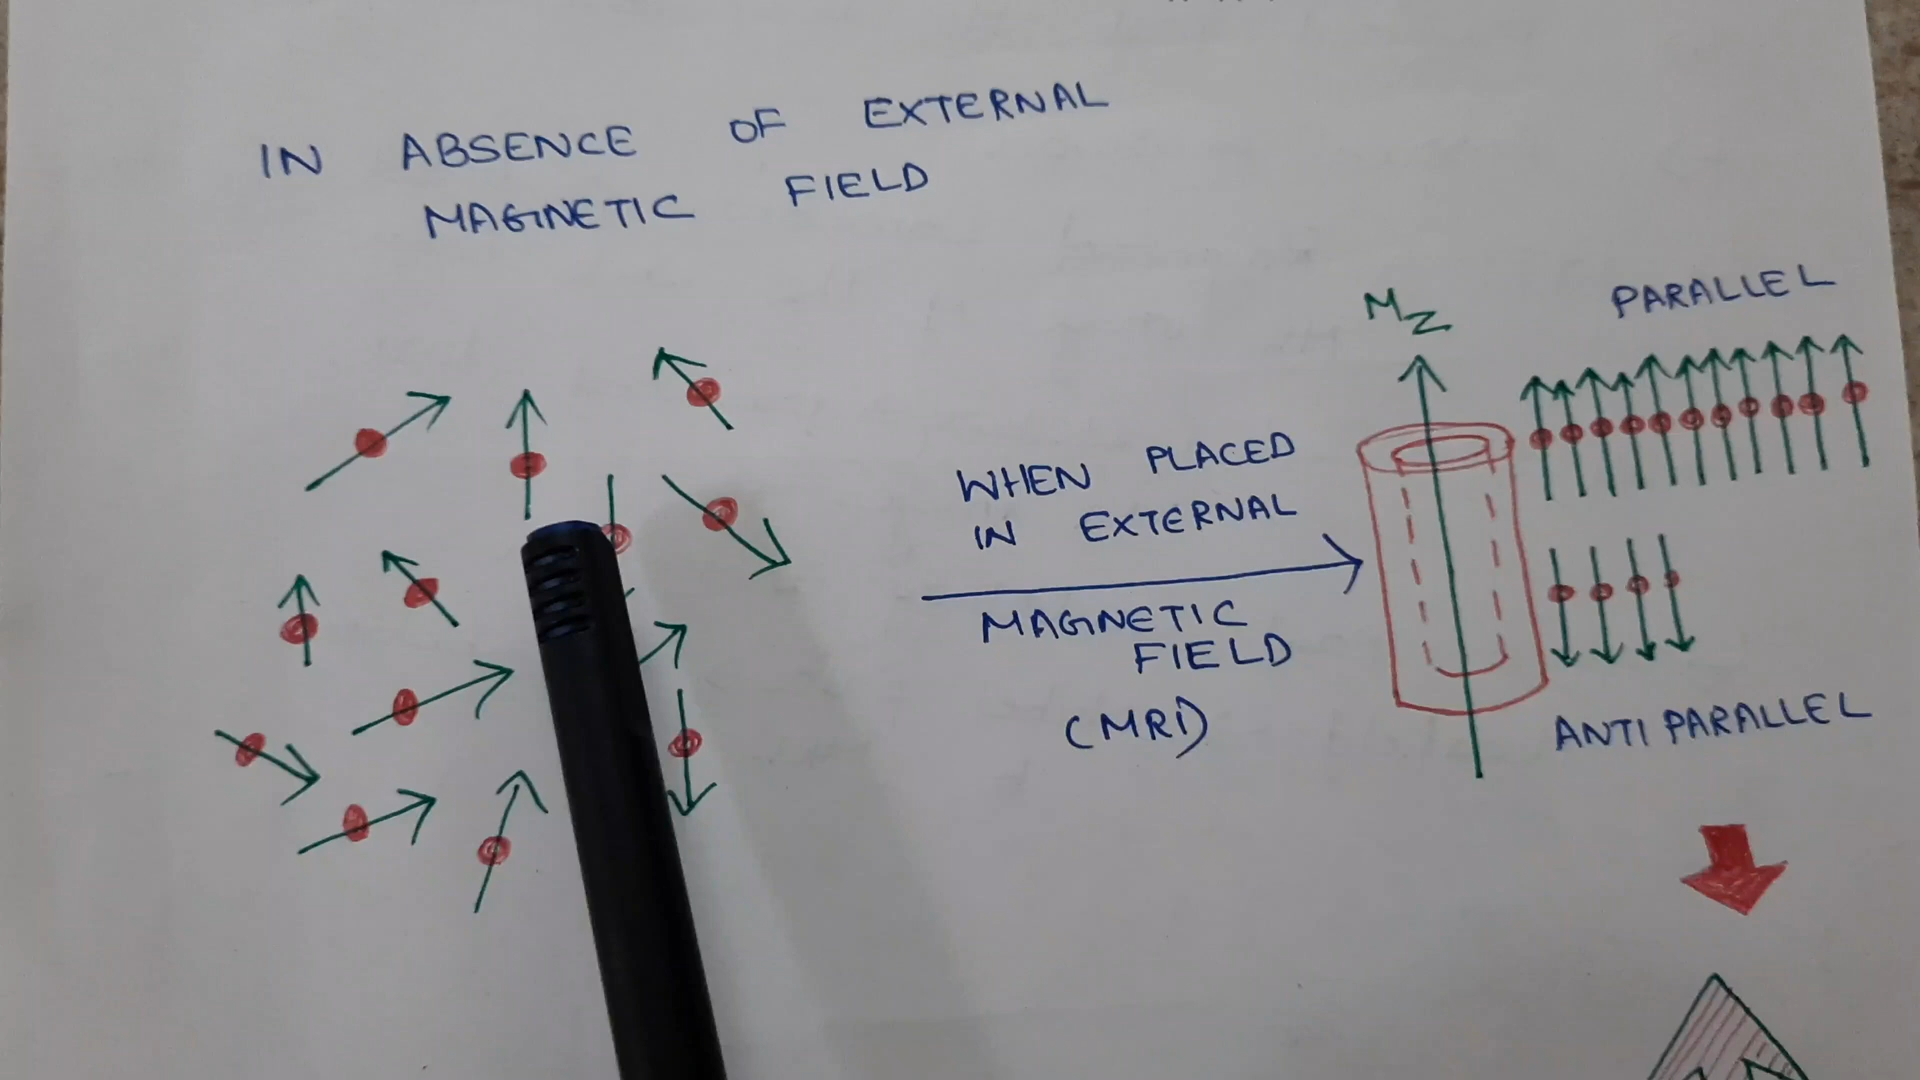 IN ABSENCE OF EXTERNAL
MAGNETIC FIELD
WHEN PLACED
IN EXTERNAL
MAGNETIC
FIELD
(MRI)
MZ
PARALLEL
ANTI PARALLEL